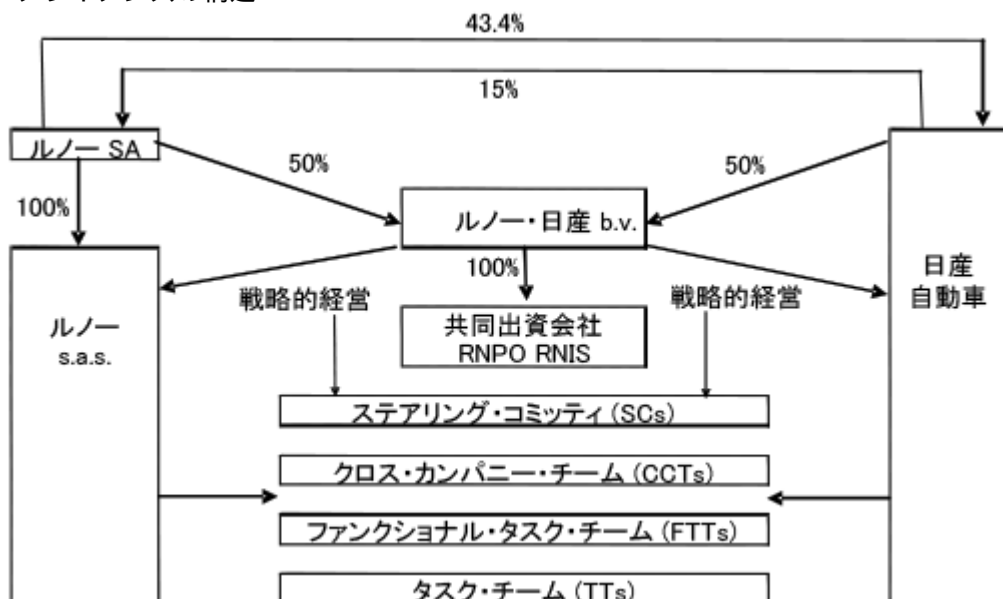 43.4%
15%
ルノー SA
50%
50%
100%
ルノー・日産 b.v.
100%
日産
自動車
戦略的経営
戦略的経営
ルノー
s.a.s.
共同出資会社
RNPO RNIS
ステアリング・コミッティ (SCs)
クロス・カンパニー・チーム (CCTs)
ファンクショナル・タスク・チーム (FTTs)
タスク・チーム (TTs)